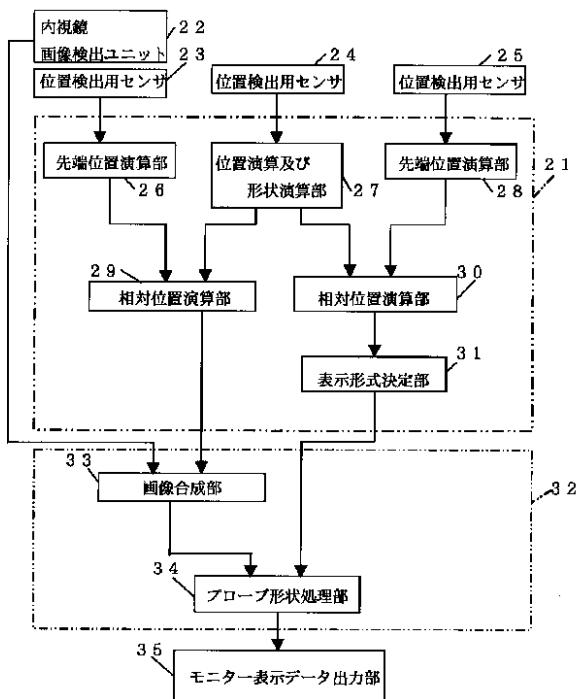 内視鏡 22
画像検出ユニット 23
位置検出用センサ
24
位置検出用センサ
25
位置検出用センサ
先端位置演算部
26
位置演算及び
形状演算部
27
先端位置演算部
28
21
29
相対位置演算部
30
相対位置演算部
31
表示形式決定部
33
画像合成部
32
34
プローブ形状処理部
35
モニター表示データ出力部